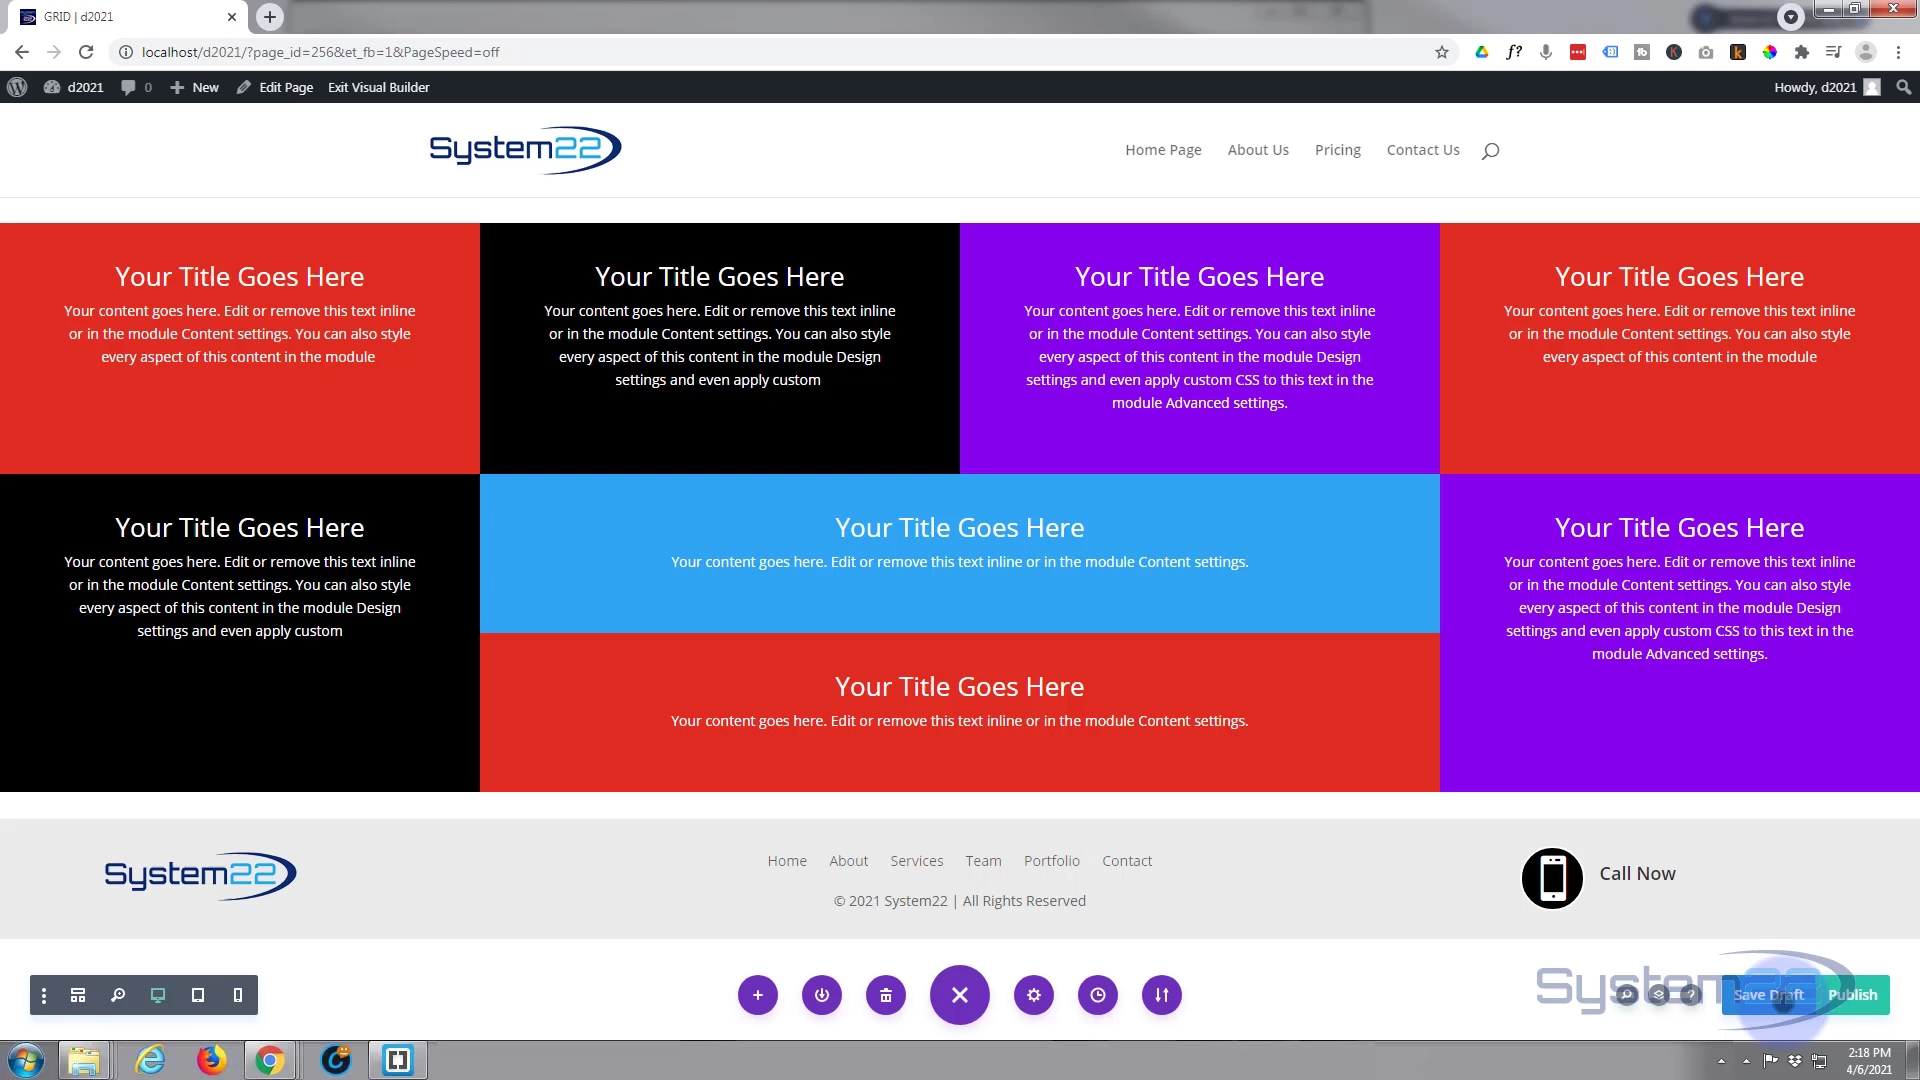 GRID | d2021
localhost/d2021/?page_id=256&et_fb=1&PageSpeed=off
d2021 0 New Edit Page Exit Visual Builder Howdy, d2021
System22
Home Page About Us Pricing Contact Us
Your Title Goes Here
Your content goes here. Edit or remove this text inline
or in the module Content settings. You can also style
every aspect of this content in the module
Your Title Goes Here
Your content goes here. Edit or remove this text inline
or in the module Content settings. You can also style
every aspect of this content in the module Design
settings and even apply custom
Your Title Goes Here
Your content goes here. Edit or remove this text inline
or in the module Content settings. You can also style
every aspect of this content in the module Design
settings and even apply custom CSS to this text in the
module Advanced settings.
Your Title Goes Here
Your content goes here. Edit or remove this text inline
or in the module Content settings. You can also style
every aspect of this content in the module
Your Title Goes Here
Your content goes here. Edit or remove this text inline
or in the module Content settings. You can also style
every aspect of this content in the module Design
settings and even apply custom
Your Title Goes Here
Your content goes here. Edit or remove this text inline or in the module Content settings.
Your Title Goes Here
Your content goes here. Edit or remove this text inline or in the module Content settings.
Your Title Goes Here
Your content goes here. Edit or remove this text inline
or in the module Content settings. You can also style
every aspect of this content in the module Design
settings and even apply custom CSS to this text in the
module Advanced settings.
System22
Home About Services Team Portfolio Contact
© 2021 System22 | All Rights Reserved
Call Now
System22
Save Draft Publish
2:18 PM
4/6/2021